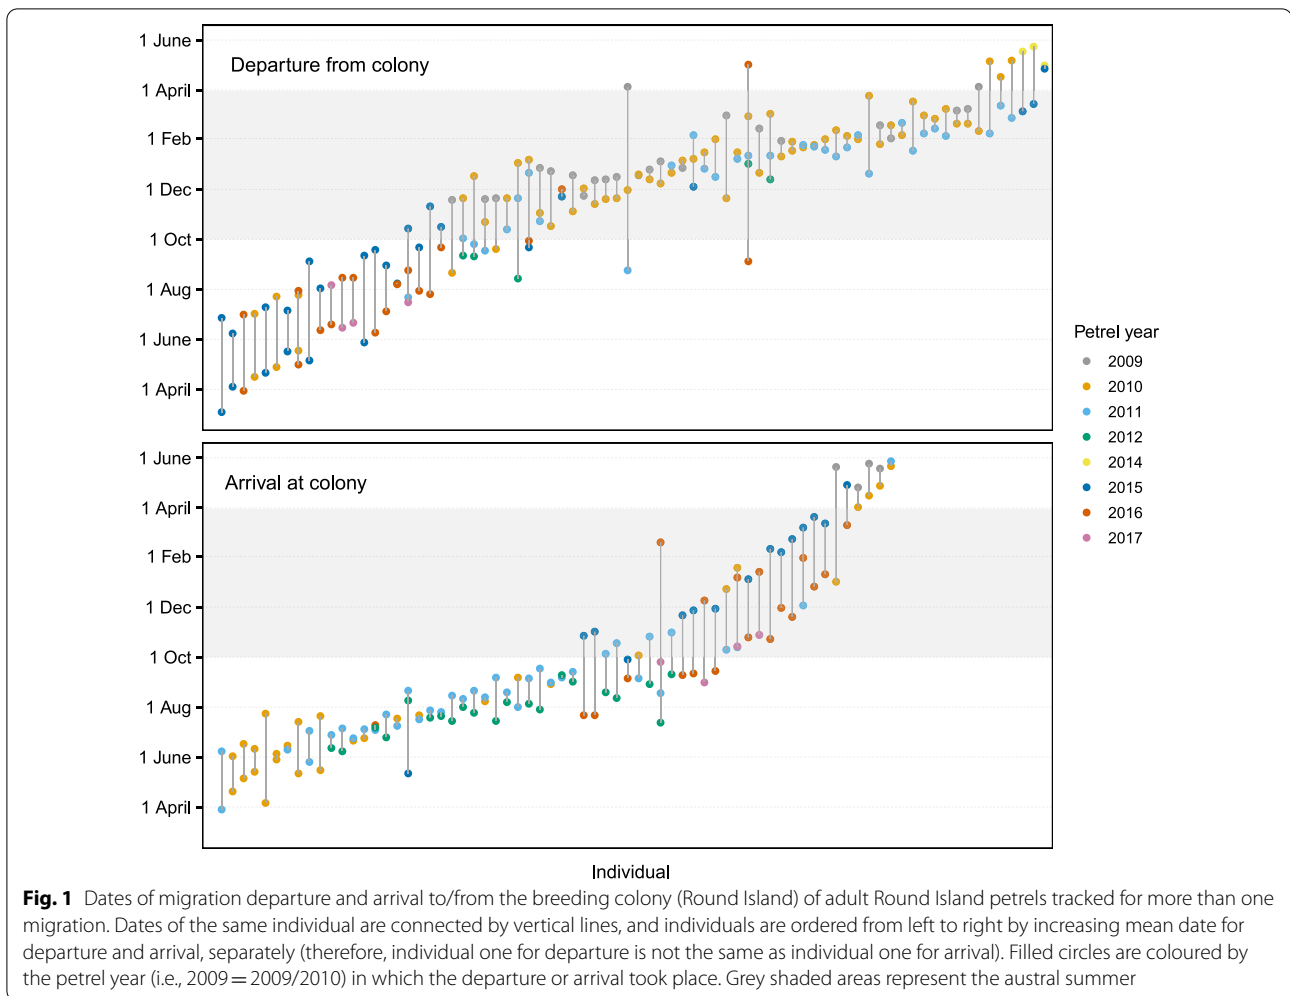 Departure from colony
1 June
1 April
1 Feb
1 Dec
1 Oct
1 Aug
1 June
1 April
Arrival at colony
1 June
1 April
1 Feb
1 Dec
1 Oct
1 Aug
1 June
1 April
Individual
Petrel year
2009
2010
2011
2012
2014
2015
2016
2017
Fig. 1 Dates of migration departure and arrival to/from the breeding colony (Round Island) of adult Round Island petrels tracked for more than one
migration. Dates of the same individual are connected by vertical lines, and individuals are ordered from left to right by increasing mean date for
departure and arrival, separately (therefore, individual one for departure is not the same as individual one for arrival). Filled circles are coloured by
the petrel year (i.e., 2009 = 2009/2010) in which the departure or arrival took place. Grey shaded areas represent the austral summer